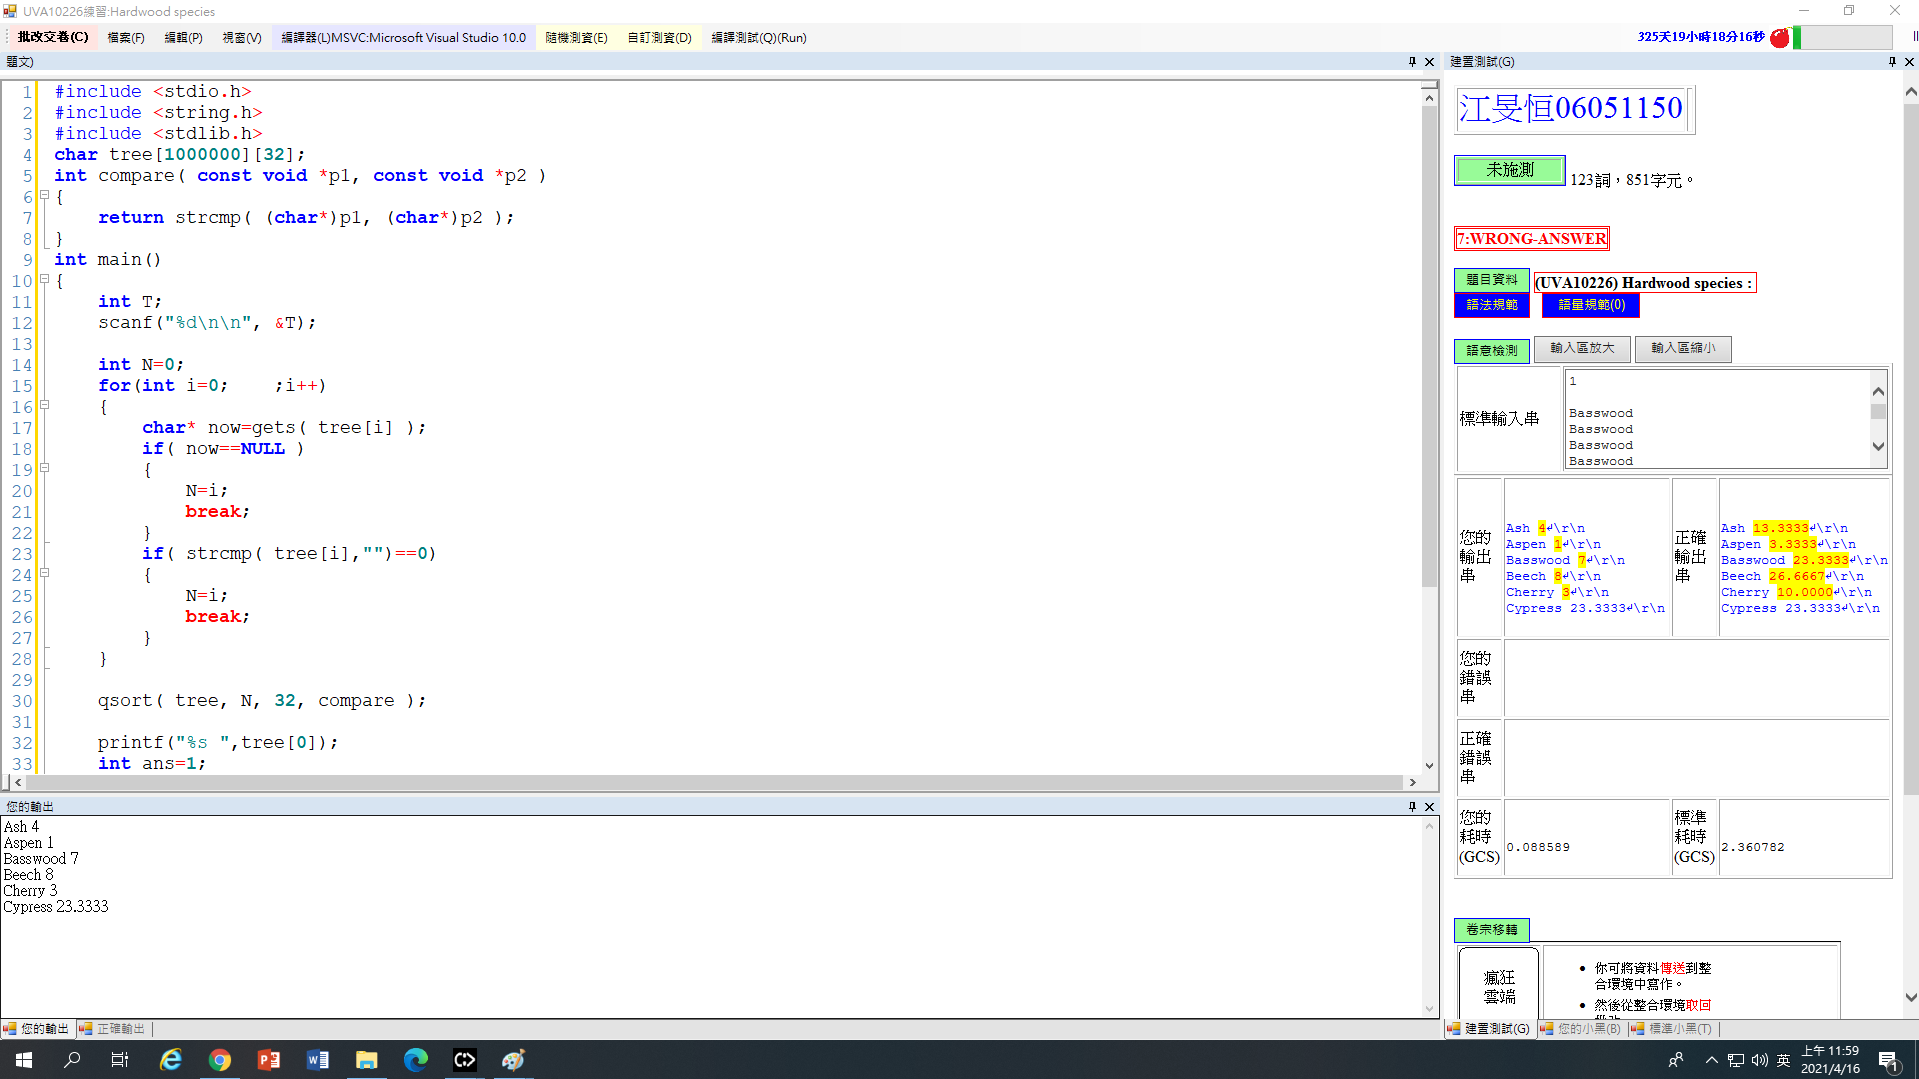 UVA10226練習:Hardwood species
批改交卷(C) 檔案(F) 編輯(P) 視窗(V) 編譯器(L)MSVC:Microsoft Visual Studio 10.0 隨機測資(E) 自訂測資(D) 編譯測試(Q)(Run) 325天19小時18分16秒
題文)
1 #include <stdio.h>
2 #include <string.h>
3 #include <stdlib.h>
4 char tree[1000000][32];
5 int compare( const void *p1, const void *p2 )
6 {
7 return strcmp( (char*)p1, (char*)p2 );
8 }
9 int main()
10 {
11 int T;
12 scanf("%d\n\n", &T);
13
14 int N=0;
15 for(int i=0; ;i++)
16 {
17 char* now=gets( tree[i] );
18 if( now==NULL )
19 {
20 N=i;
21 break;
22 }
23 if( strcmp( tree[i],"")==0)
24 {
25 N=i;
26 break;
27 }
28 }
29
30 qsort( tree, N, 32, compare );
31
32 printf("%s ",tree[0]);
33 int ans=1;
您的輸出
Ash 4
Aspen 1
Basswood 7
Beech 8
Cherry 3
Cypress 23.3333
您的輸出 正確輸出
建置測試(G)
江旻恒06051150
未施測 123詞，851字元。
7:WRONG-ANSWER
題目資料 (UVA10226) Hardwood species :
語法規範 語量規範(0)
語意檢測 輸入區放大 輸入區縮小
標準輸入串
1
Basswood
Basswood
Basswood
Basswood
您的輸出串
Ash 4↲\r\n
Aspen 1↲\r\n
Basswood 7↲\r\n
Beech 8↲\r\n
Cherry 3↲\r\n
Cypress 23.3333↲\r\n
正確輸出串
Ash 13.3333↲\r\n
Aspen 3.3333↲\r\n
Basswood 23.3333↲\r\n
Beech 26.6667↲\r\n
Cherry 10.0000↲\r\n
Cypress 23.3333↲\r\n
您的錯誤串
正確錯誤串
您的耗時(GCS) 0.088589 標準耗時(GCS) 2.360782
卷宗移轉
瘋狂雲端
你可將資料傳送到整
合環境中寫作。
然後從整合環境取回
建置測試(G) 您的小黑(B) 標準小黑(T)
英 上午 11:59
2021/4/16
1